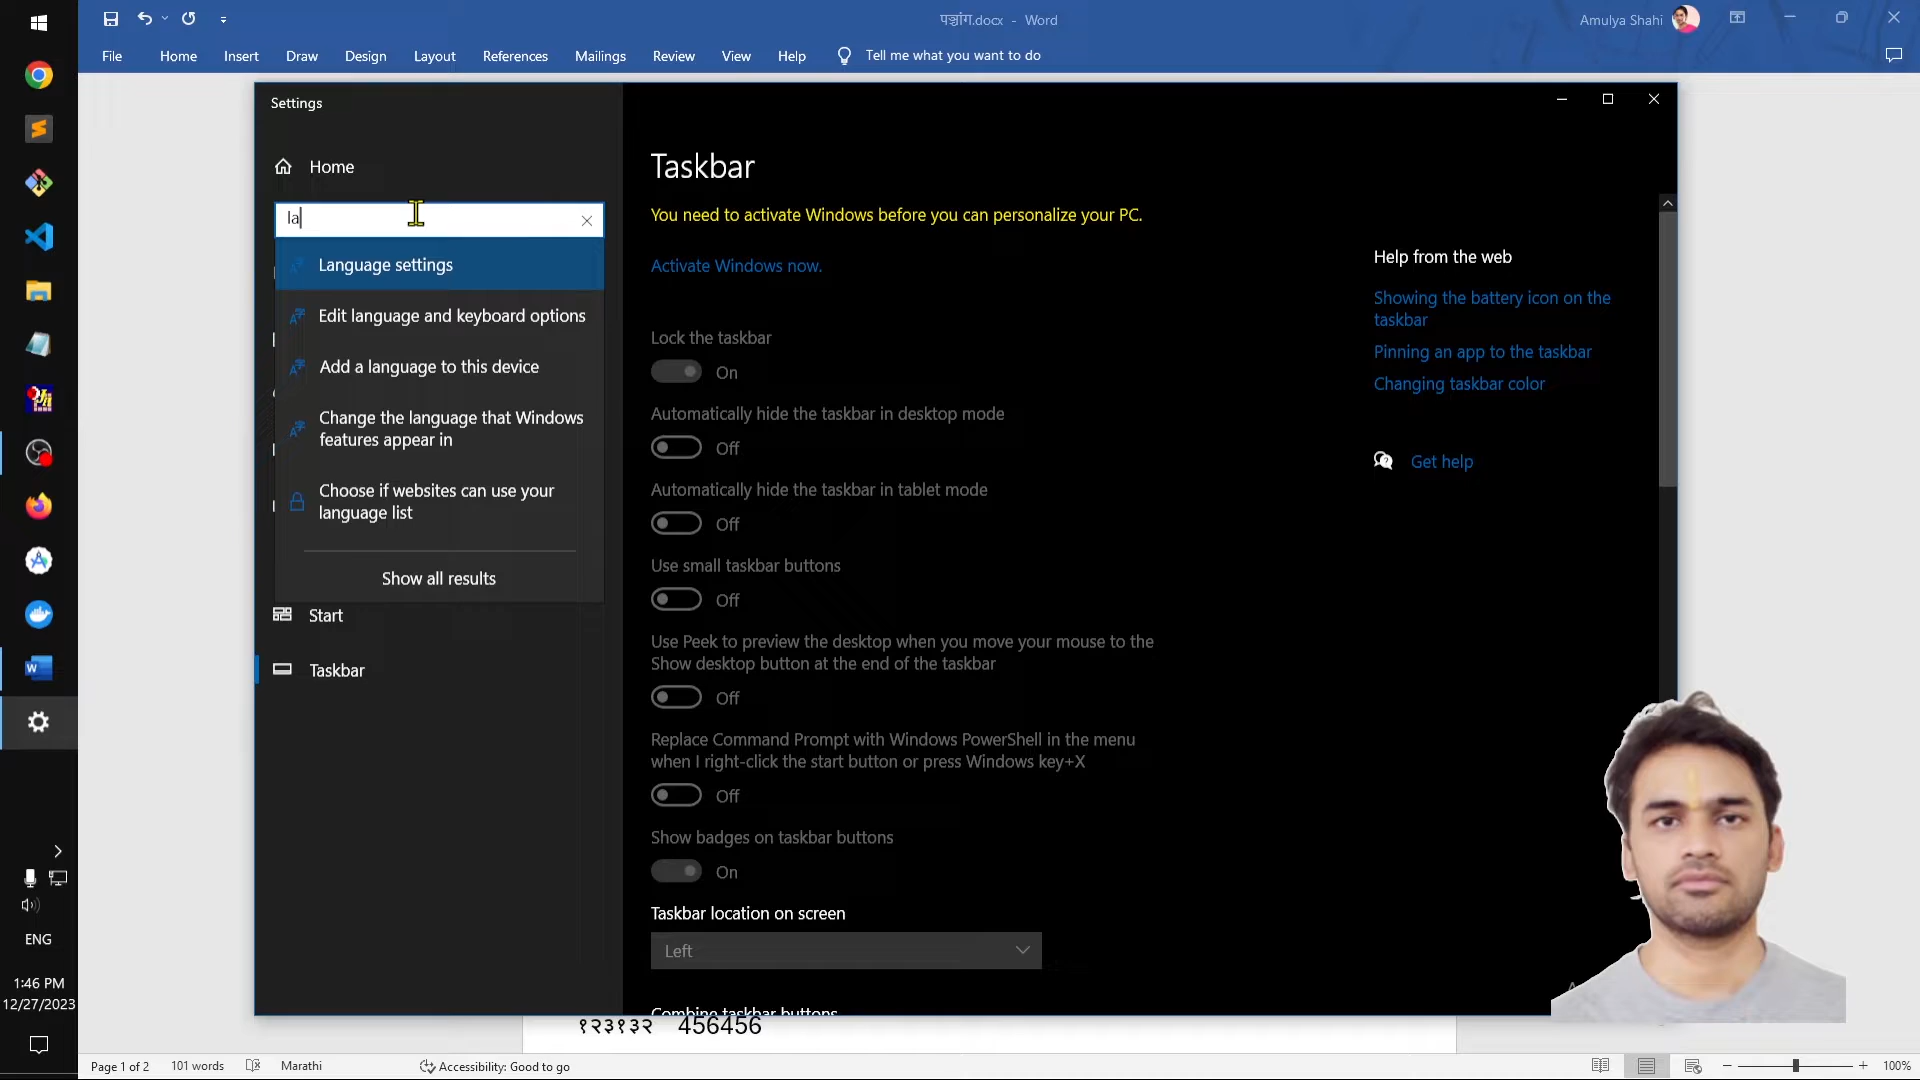 पञ्चांग.docx - Word
Amulya Shahi
File Home Insert Draw Design Layout References Mailings Review View Help Tell me what you want to do
Settings
Home
la
Language settings
Edit language and keyboard options
Add a language to this device
Change the language that Windows
features appear in
Choose if websites can use your
language list
Show all results
Start
Taskbar
Taskbar
You need to activate Windows before you can personalize your PC.
Activate Windows now.
Lock the taskbar
On
Automatically hide the taskbar in desktop mode
Off
Automatically hide the taskbar in tablet mode
Off
Use small taskbar buttons
Off
Use Peek to preview the desktop when you move your mouse to the
Show desktop button at the end of the taskbar
Off
Replace Command Prompt with Windows PowerShell in the menu
when I right-click the start button or press Windows key+X
Off
Show badges on taskbar buttons
On
Taskbar location on screen
Left
Combine taskbar buttons
Help from the web
Showing the battery icon on the
taskbar
Pinning an app to the taskbar
Changing taskbar color
Get help
१२३१३२ 456456
ENG
1:46 PM
12/27/2023
Page 1 of 2 101 words Marathi Accessibility: Good to go 100%